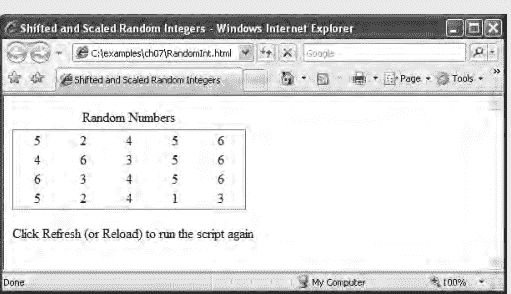 Shifted and Scaled Random Integers - Windows Internet Explorer
C:\examples\ch07\RandomInt.html Google
Shifted and Scaled Random Integers Page Tools »
Random Numbers
5 2 4 5 6
4 6 3 5 6
6 3 4 5 6
5 2 4 1 3
Click Refresh (or Reload) to run the script again
Done My Computer 100%